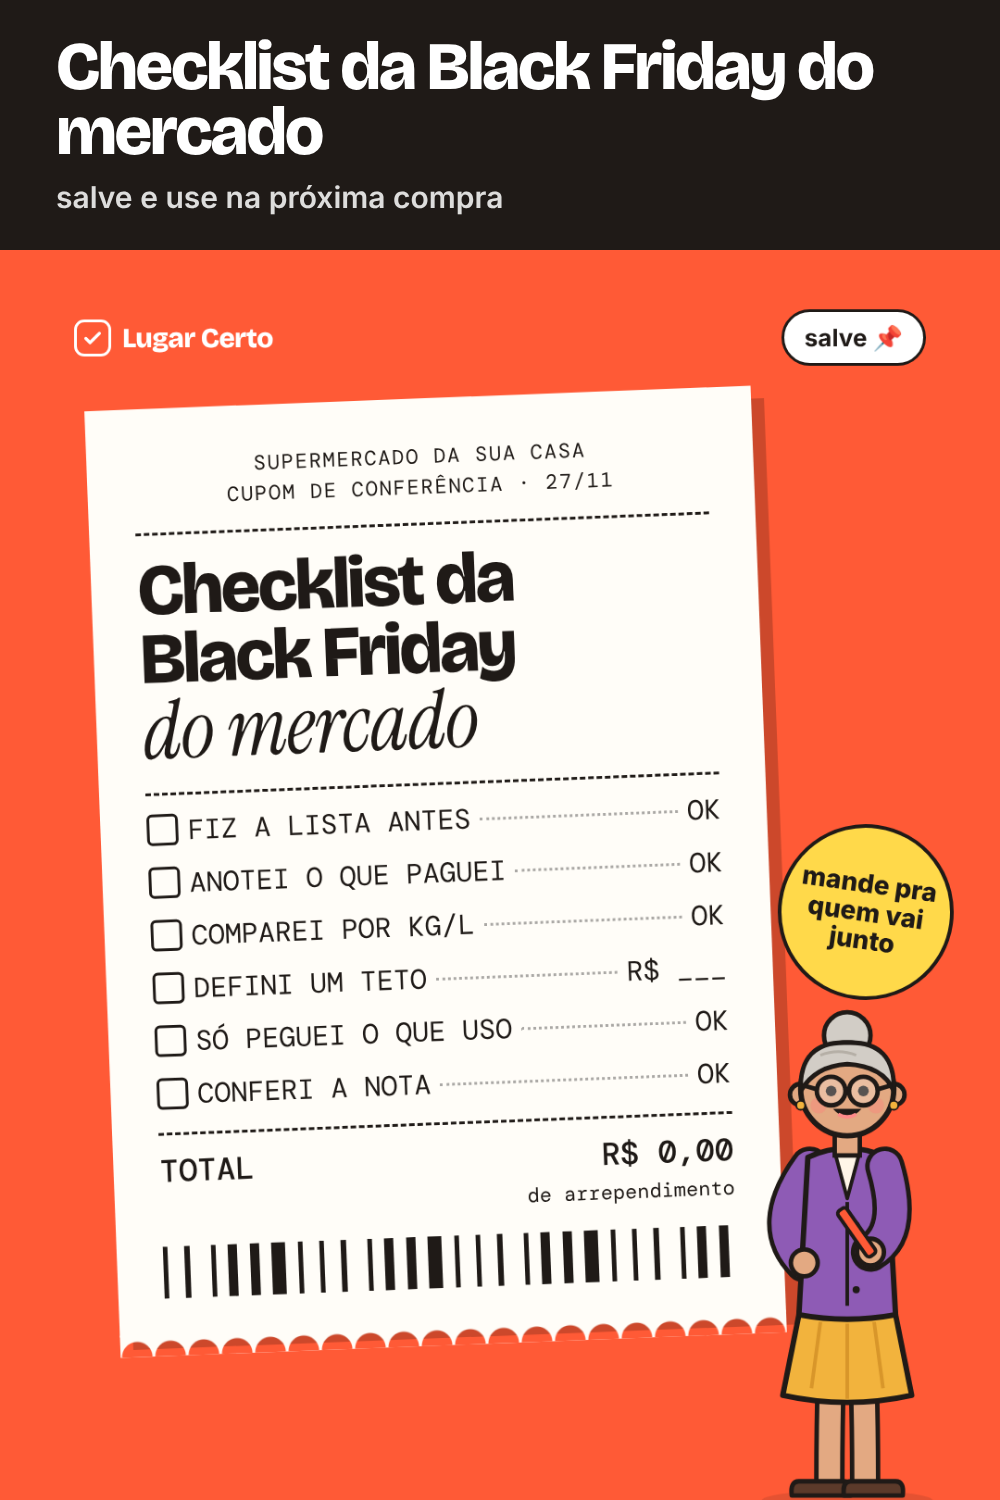 Checklist da Black Friday do
mercado
salve e use na próxima compra
Lugar Certo
salve 📌
SUPERMERCADO DA SUA CASA
CUPOM DE CONFERÊNCIA · 27/11
Checklist da
Black Friday
do mercado
FIZ A LISTA ANTES OK
ANOTEI O QUE PAGUEI OK
COMPAREI POR KG/L OK
DEFINI UM TETO R$ ___
SÓ PEGUEI O QUE USO OK
CONFERI A NOTA OK
TOTAL R$ 0,00
de arrependimento
mande pra
quem vai
junto